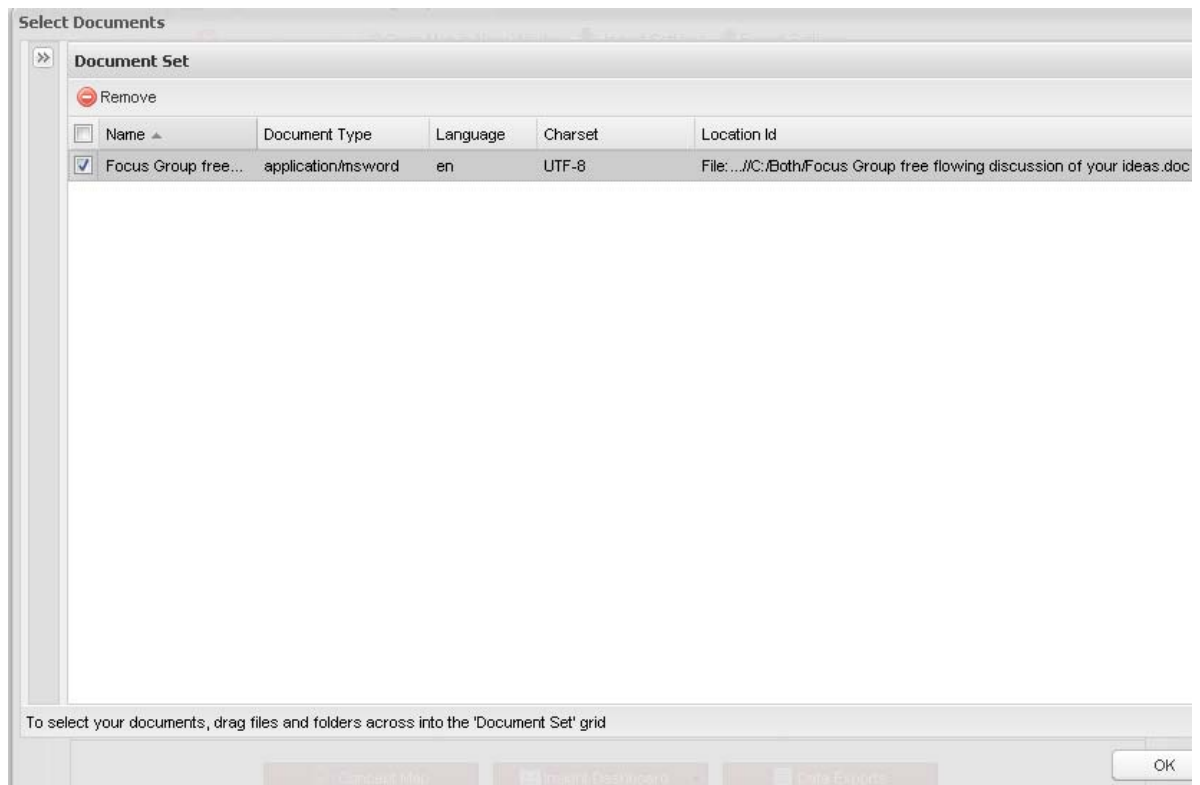 Select Documents
Document Set
Remove
Name Document Type Language Charset Location Id
Focus Group free... application/msword en UTF-8 File:...//C:/Both/Focus Group free flowing discussion of your ideas.doc
To select your documents, drag files and folders across into the 'Document Set' grid
OK
Concept Map Insight Dashboard Data Exports